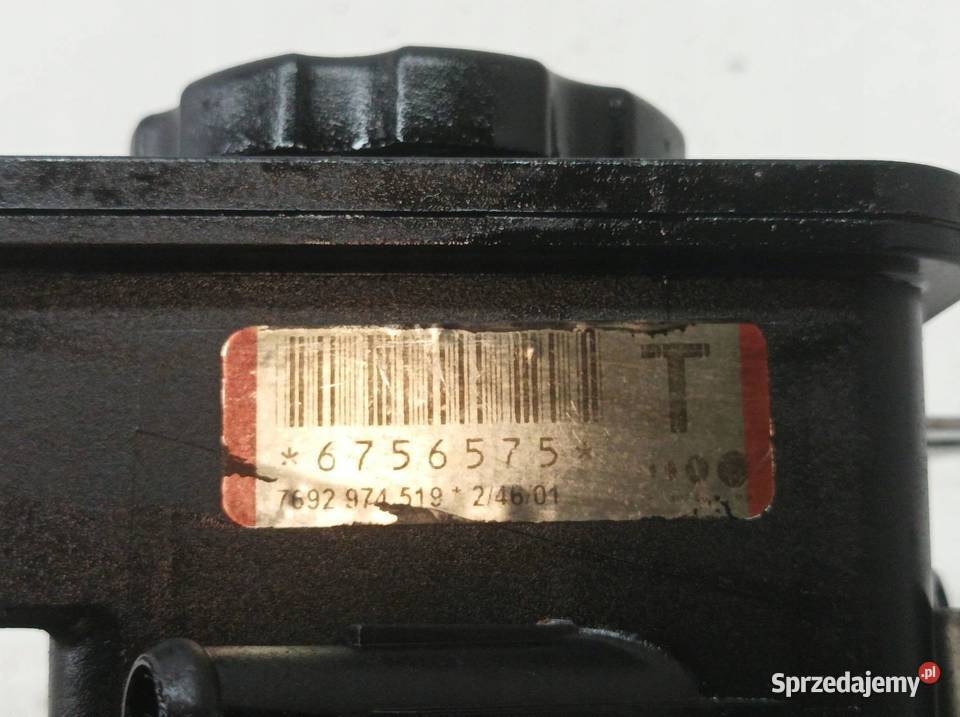 T
*6756575*
7692 974 519 * 2/46/01
Sprzedajemy.pl